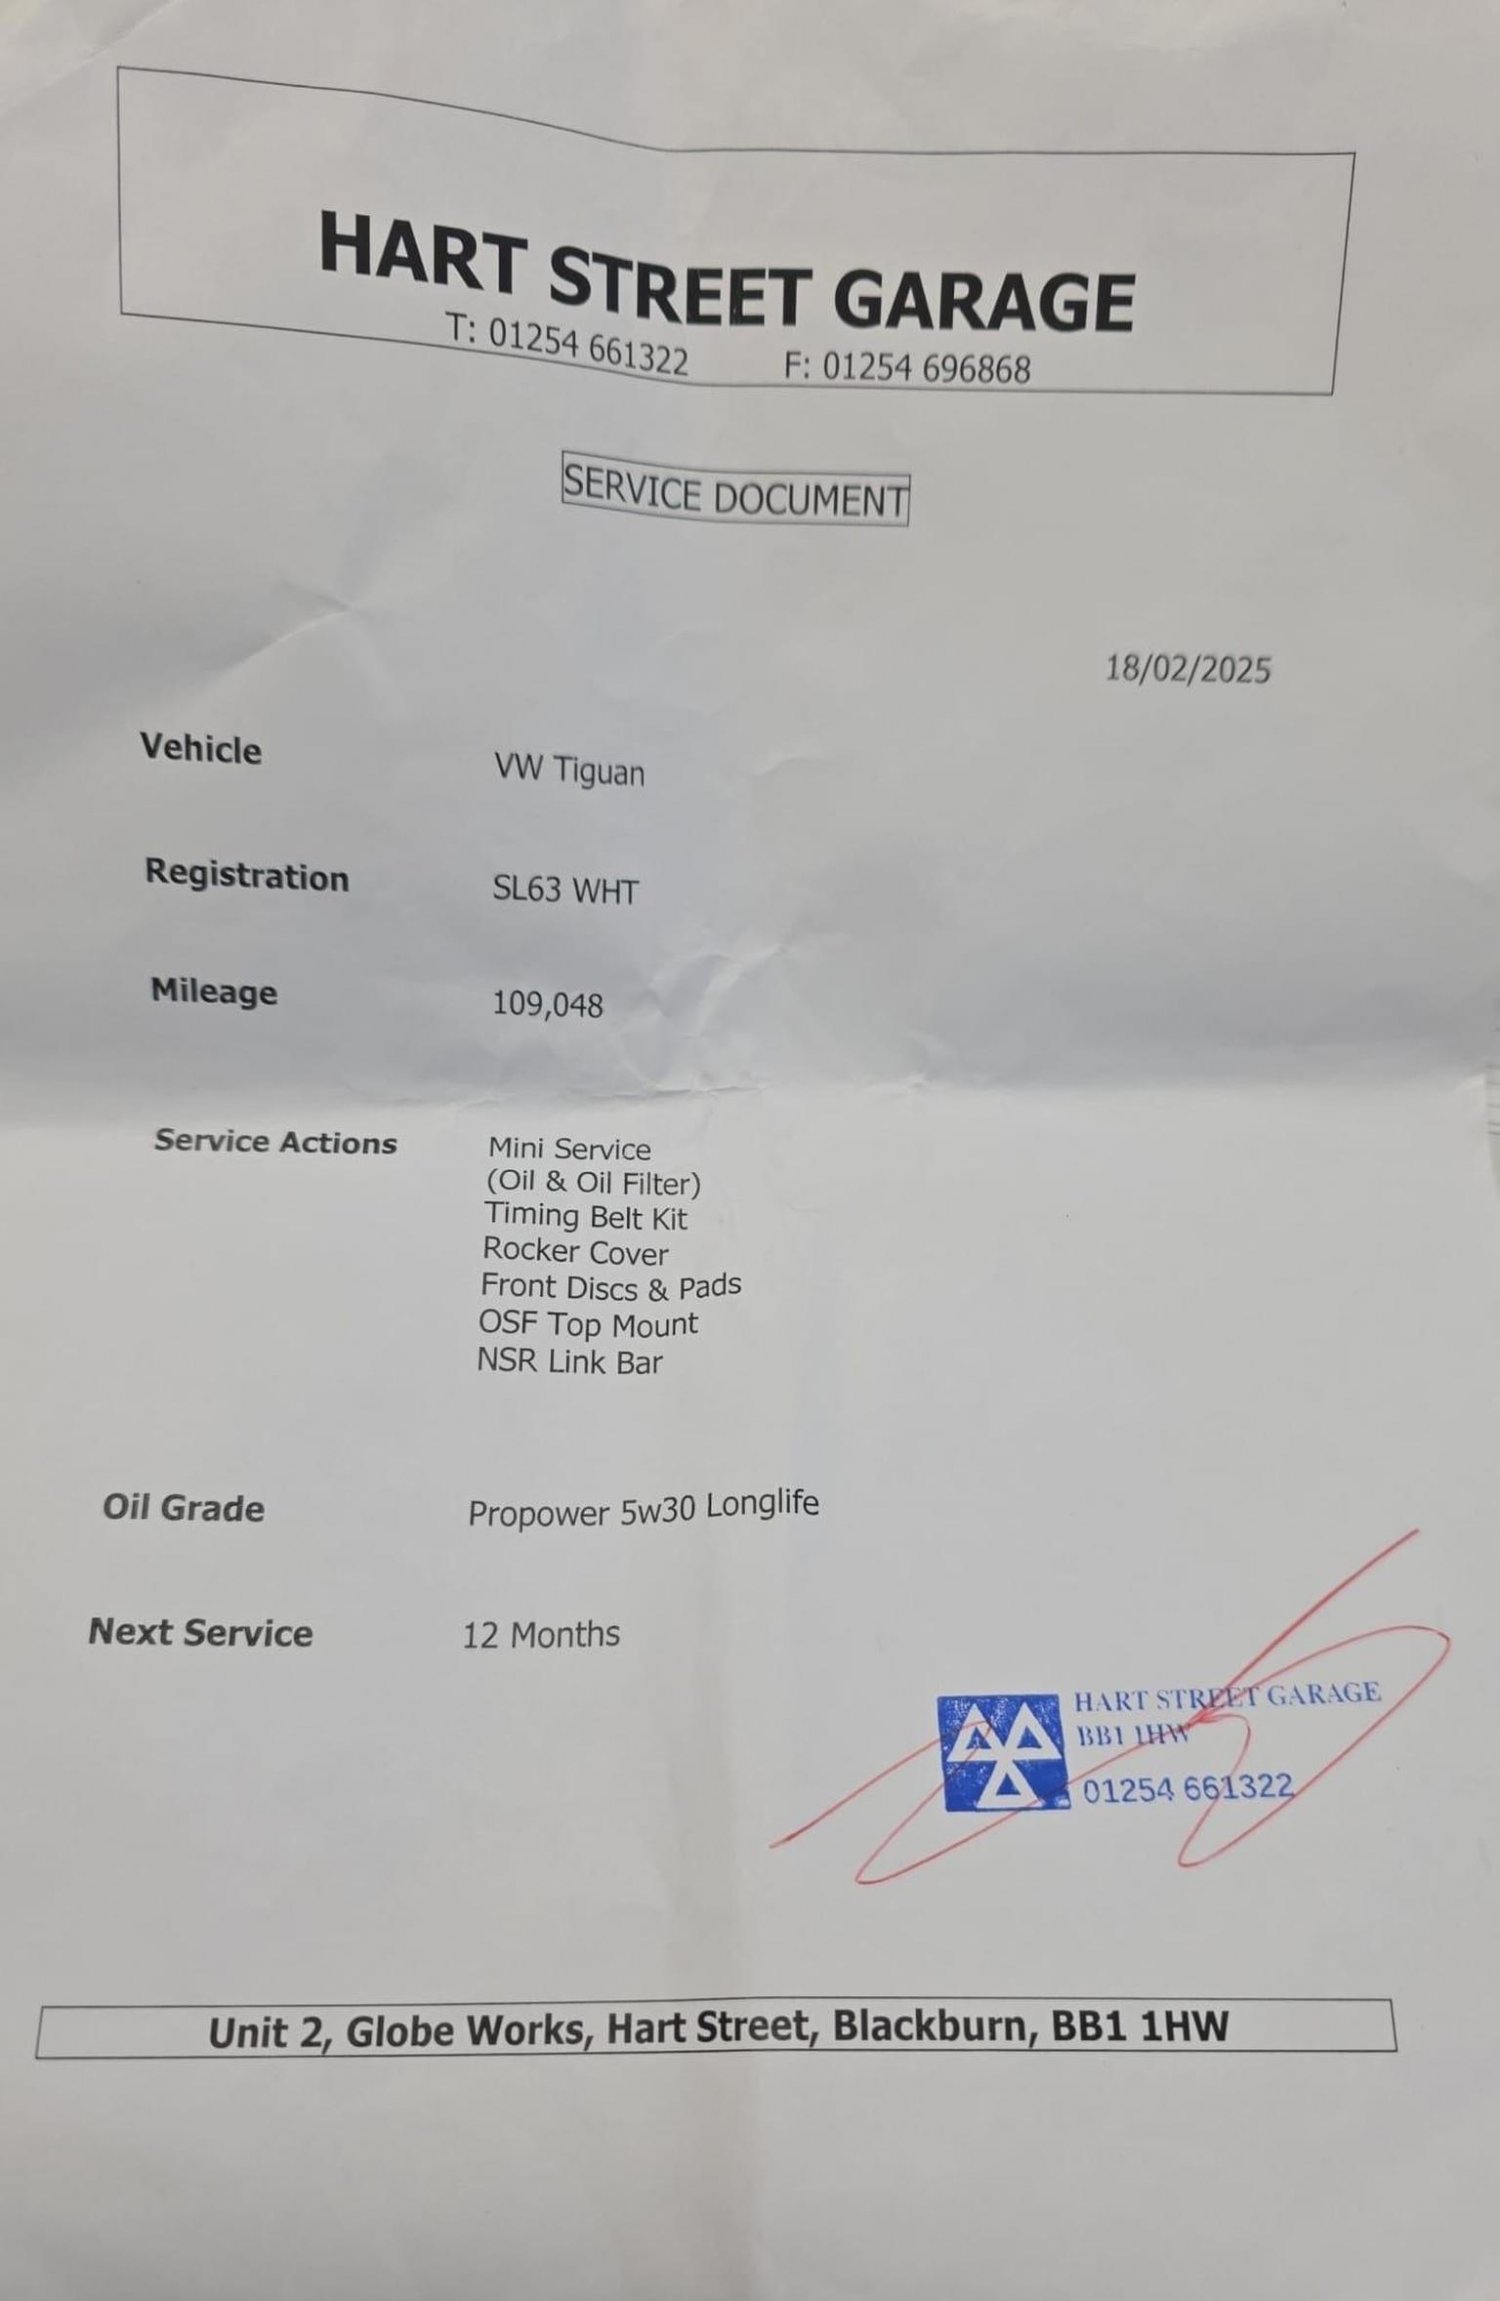 HART STREET GARAGE
T: 01254 661322 F: 01254 696868
SERVICE DOCUMENT
18/02/2025
Vehicle VW Tiguan
Registration SL63 WHT
Mileage 109,048
Service Actions Mini Service
(Oil & Oil Filter)
Timing Belt Kit
Rocker Cover
Front Discs & Pads
OSF Top Mount
NSR Link Bar
Oil Grade Propower 5w30 Longlife
Next Service 12 Months
HART STREET GARAGE
BB1 1HW
01254 661322
Unit 2, Globe Works, Hart Street, Blackburn, BB1 1HW